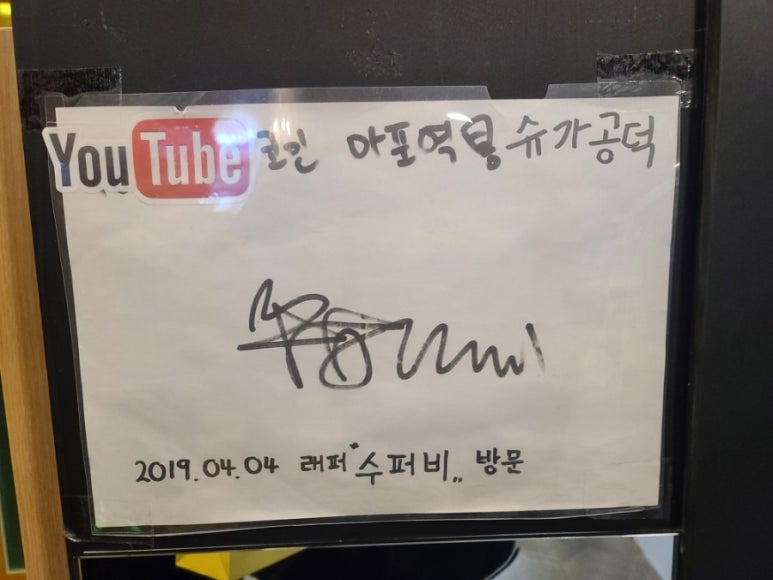 YouTube 코인 마포역 슈가공덕
2019.04.04 래퍼 "수퍼비,, 방문